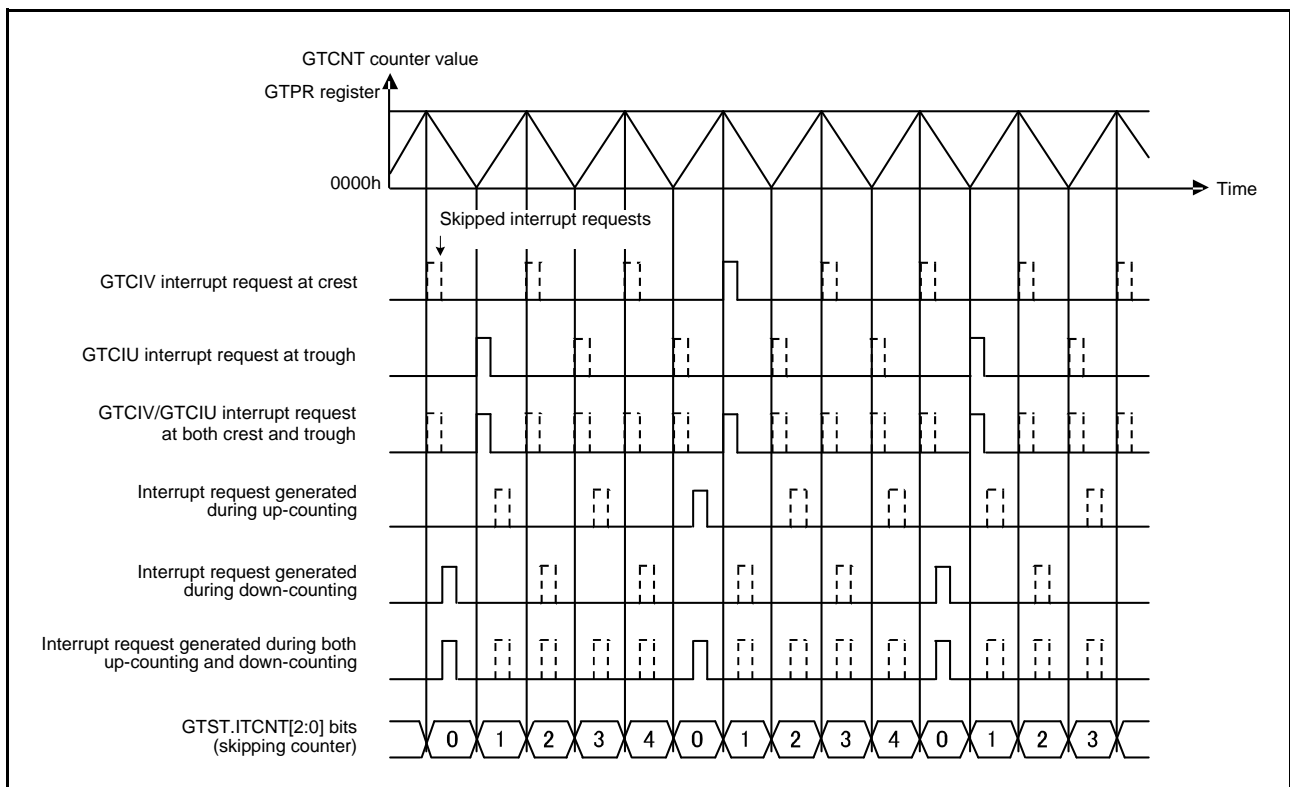 GTCNT counter value
GTPR register
0000h
Time
Skipped interrupt requests
GTCIV interrupt request at crest
GTCIU interrupt request at trough
GTCIV/GTCIU interrupt request
at both crest and trough
Interrupt request generated
during up-counting
Interrupt request generated
during down-counting
Interrupt request generated during both
up-counting and down-counting
GTST.ITCNT[2:0] bits
(skipping counter)
0 1 2 3 4 0 1 2 3 4 0 1 2 3